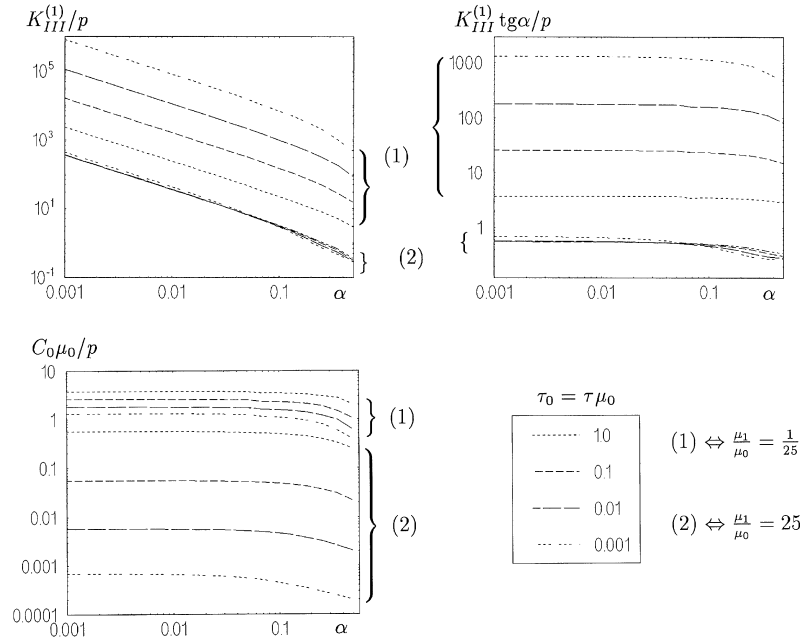 K_{III}^{(1)}/p
10^5
10^3
10^1
10^{-1}
0.001 0.01 0.1 α
(1)
(2)
K_{III}^{(1)} tgα/p
1000
100
10
1
0.001 0.01 0.1 α
C_0μ_0/p
10
1
0.1
0.01
0.001
0.0001
0.001 0.01 0.1 α
(1)
(2)
τ_0 = τμ_0
1.0
0.1
0.01
0.001
(1) ⇔ μ_1/μ_0 = 1/25
(2) ⇔ μ_1/μ_0 = 25